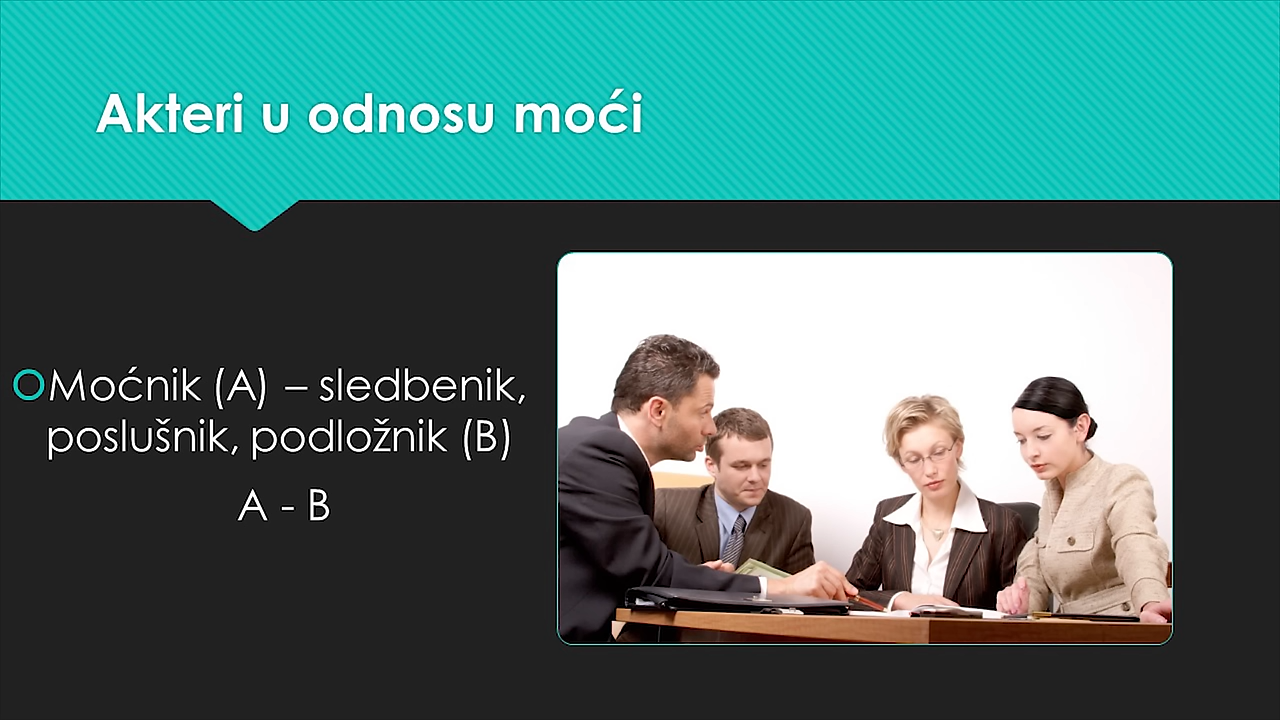 Akteri u odnosu moći
Moćnik (A) – sledbenik,
poslušnik, podložnik (B)
A - B